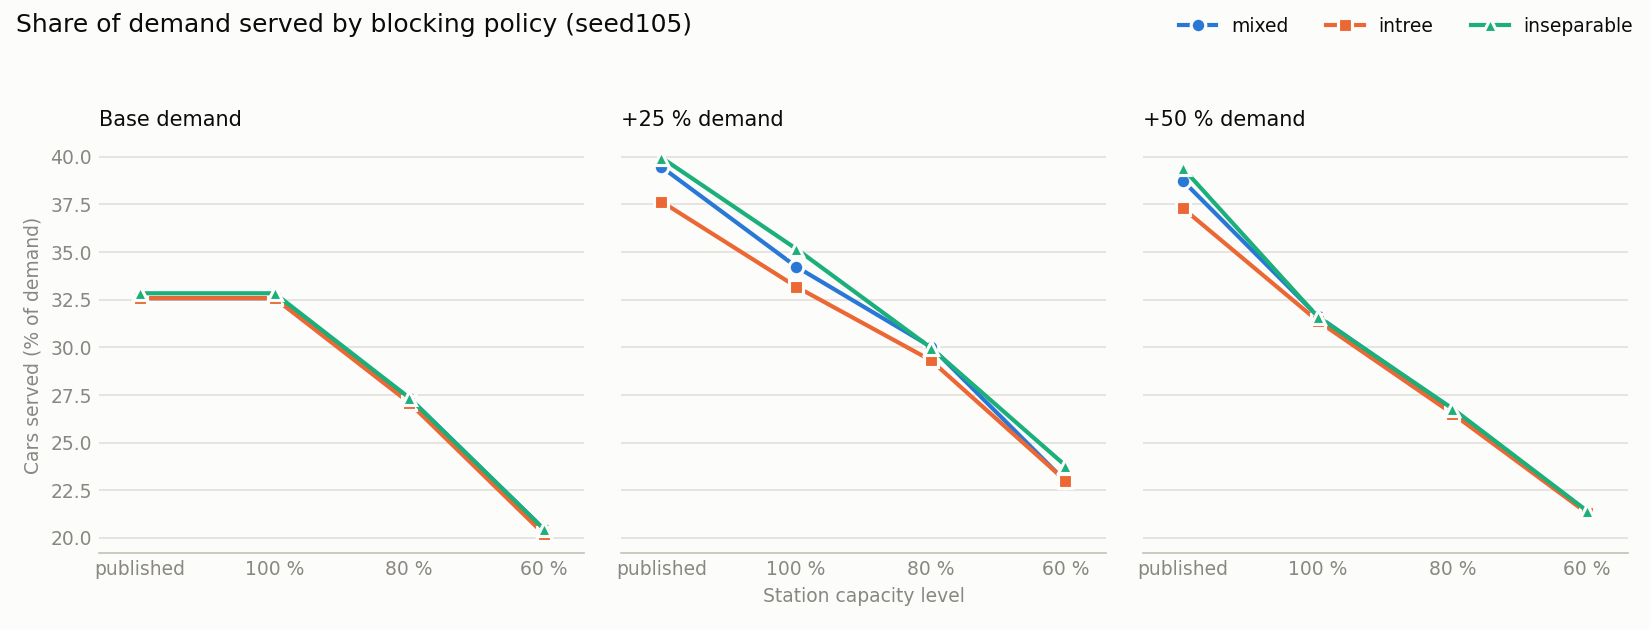 Share of demand served by blocking policy (seed105)
mixed
intree
inseparable
Base demand
+25 % demand
+50 % demand
Cars served (% of demand)
40.0
37.5
35.0
32.5
30.0
27.5
25.0
22.5
20.0
published 100 % 80 % 60 %
published 100 % 80 % 60 %
published 100 % 80 % 60 %
Station capacity level